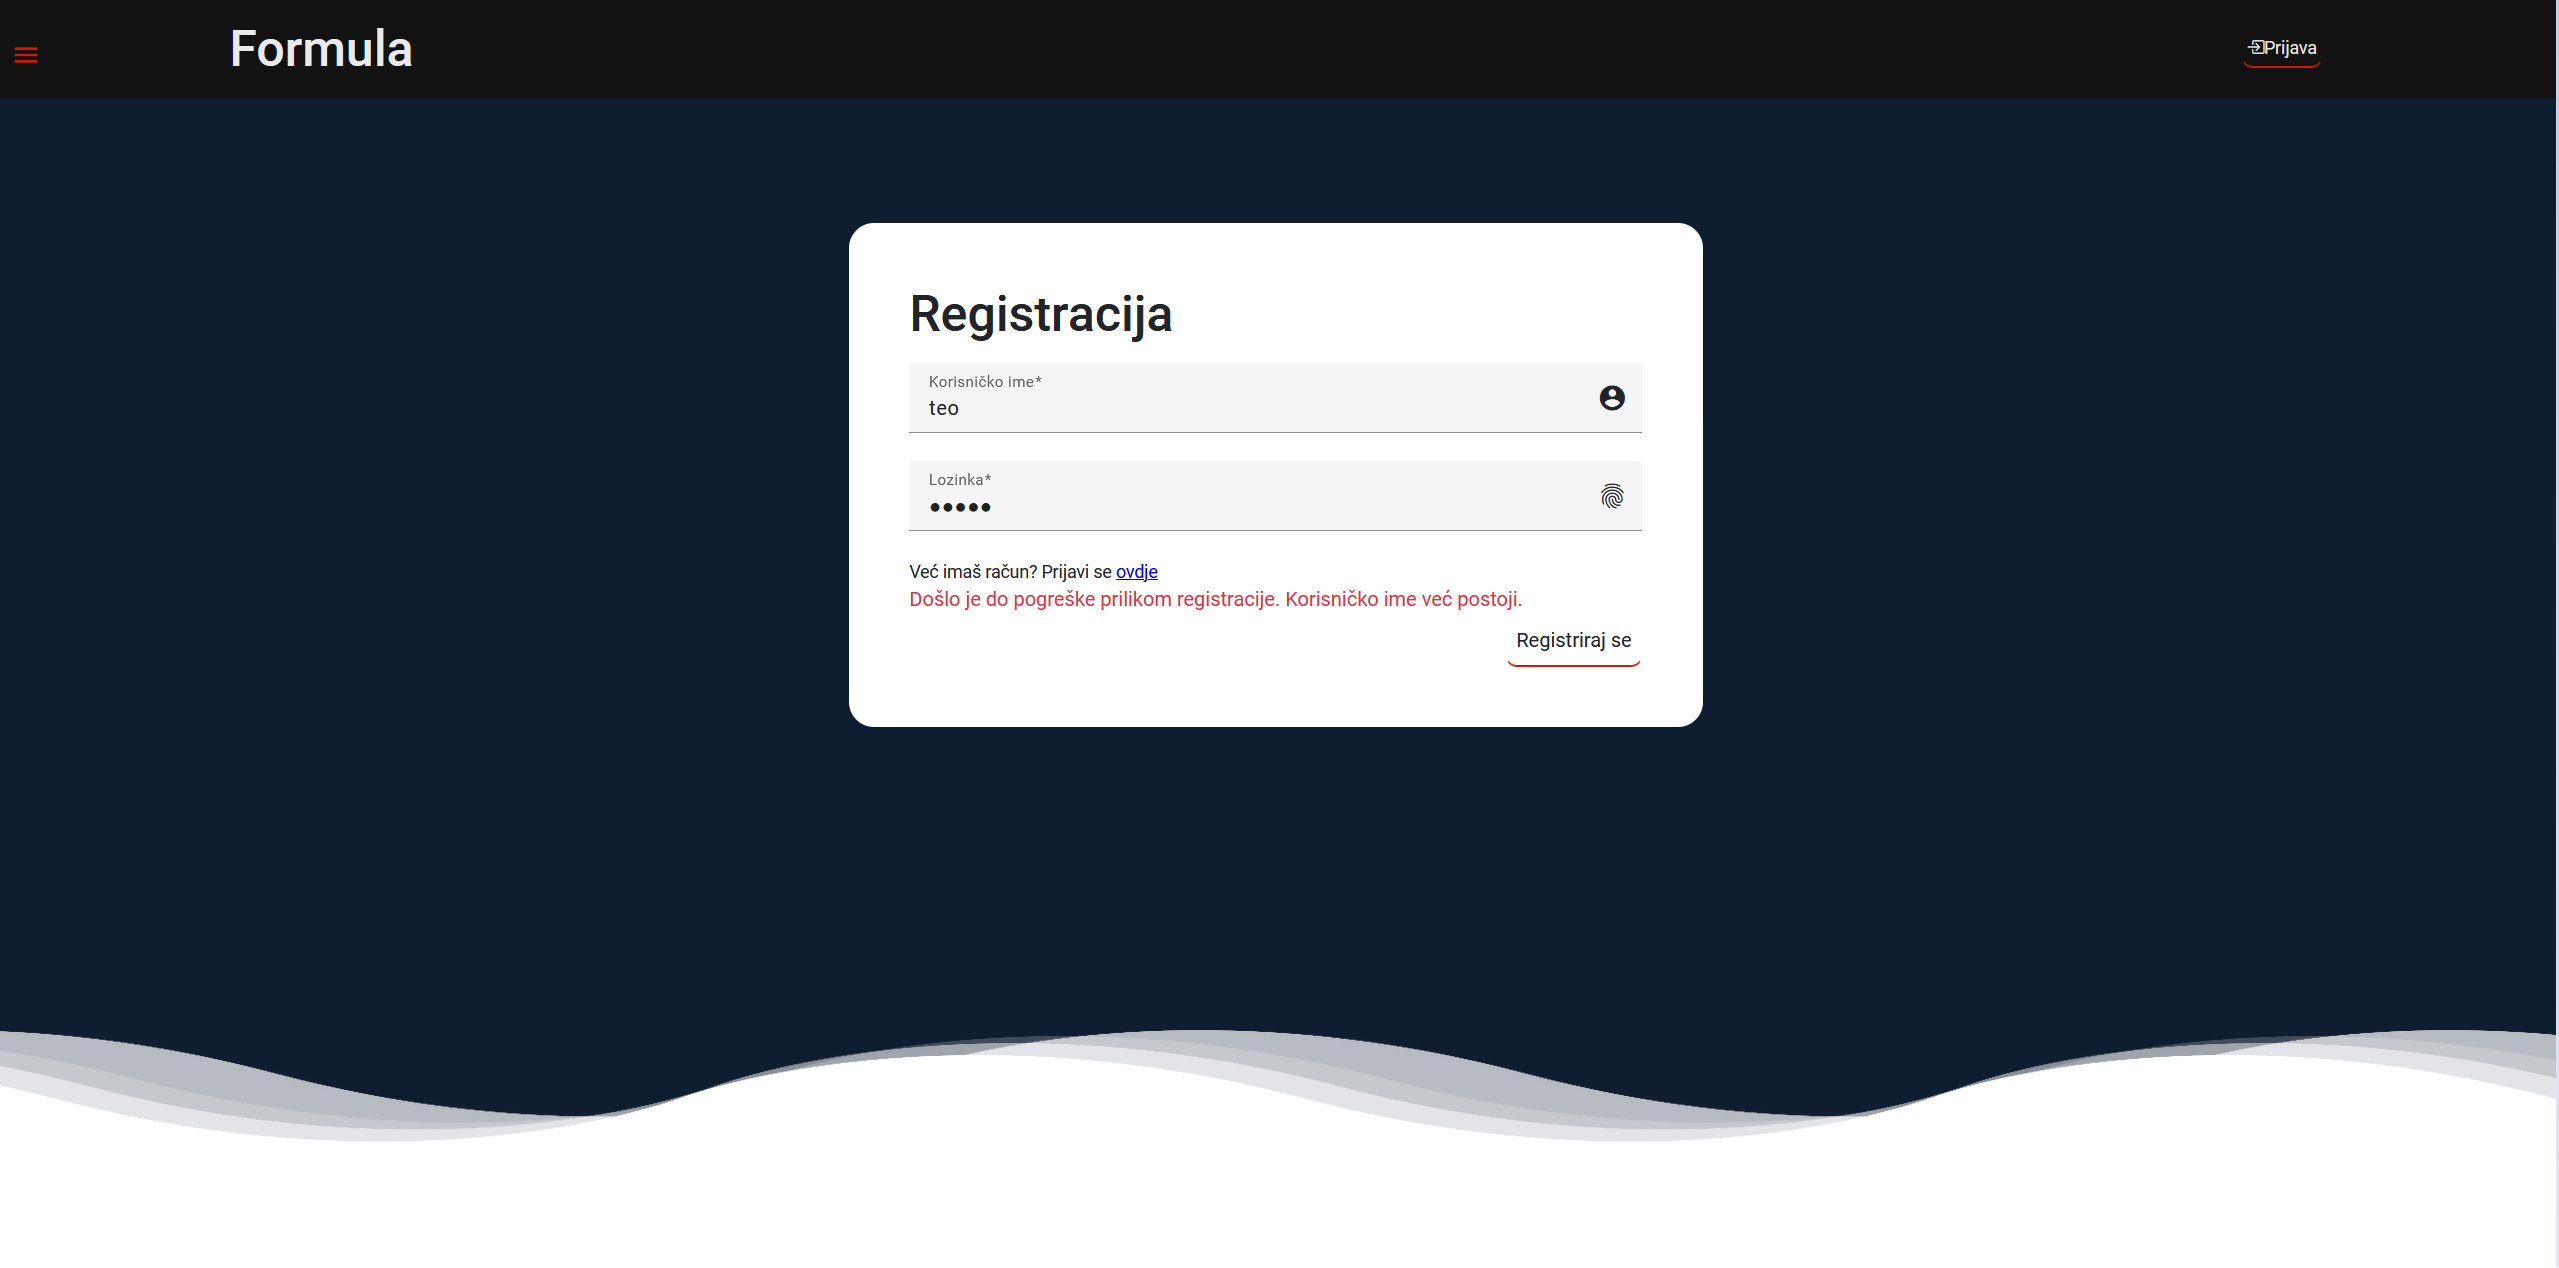 Formula
Prijava
Registracija
Korisničko ime*
teo
Lozinka*
●●●●●
Već imaš račun? Prijavi se ovdje
Došlo je do pogreške prilikom registracije. Korisničko ime već postoji.
Registriraj se